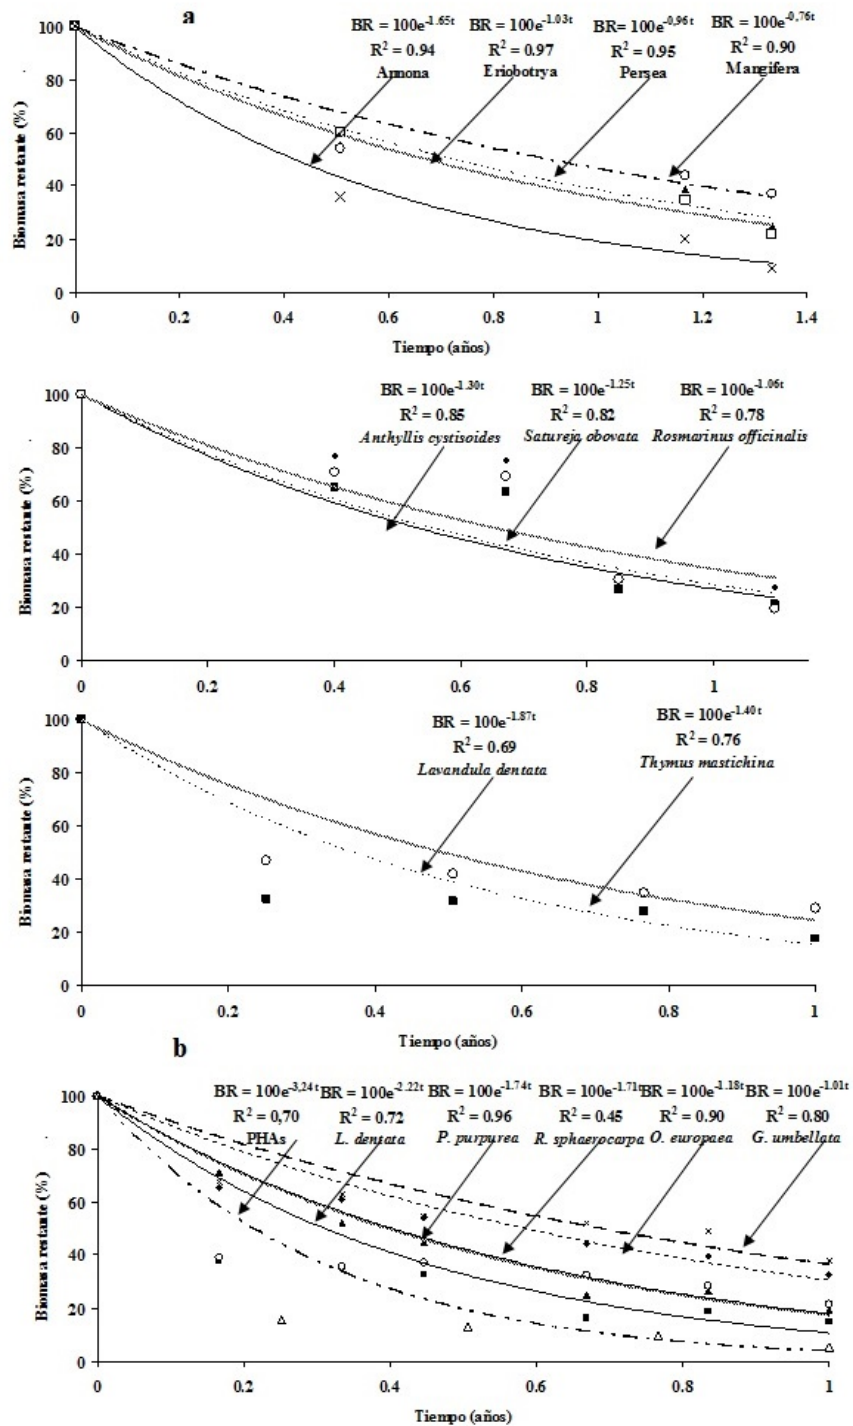 a
BR = 100e^-1.65t BR = 100e^-1.03t BR= 100e^-0,96t BR = 100e^-0,76t
R² = 0.94 R² = 0.97 R² = 0.95 R² = 0.90
Annona Eriobotrya Persea Mangifera
Biomasa restante (%)
100
80
60
40
20
0
0 0.2 0.4 0.6 0.8 1 1.2 1.4
Tiempo (años)
BR = 100e^-1.30t BR = 100e^-1.25t BR = 100e^-1.06t
R² = 0.85 R² = 0.82 R² = 0.78
Anthyllis cystisoides Satureja obovata Rosmarinus officinalis
Biomasa restante (%)
100
80
60
40
20
0
0 0.2 0.4 0.6 0.8 1
BR = 100e^-1.87t BR = 100e^-1.40t
R² = 0.69 R² = 0.76
Lavandula dentata Thymus mastichina
Biomasa restante (%)
100
80
60
40
20
0
0 0.2 0.4 0.6 0.8 1
Tiempo (años)
b
BR = 100e^-3,24t BR = 100e^-2.22t BR = 100e^-1.74t BR = 100e^-1.71t BR = 100e^-1.18t BR = 100e^-1.01t
R² = 0,70 R² = 0.72 R² = 0.96 R² = 0.45 R² = 0.90 R² = 0.80
PHAs L. dentata P. purpurea R. sphaerocarpa O. europaea G. umbellata
Biomasa restante (%)
100
80
60
40
20
0
0 0.2 0.4 0.6 0.8 1
Tiempo (años)